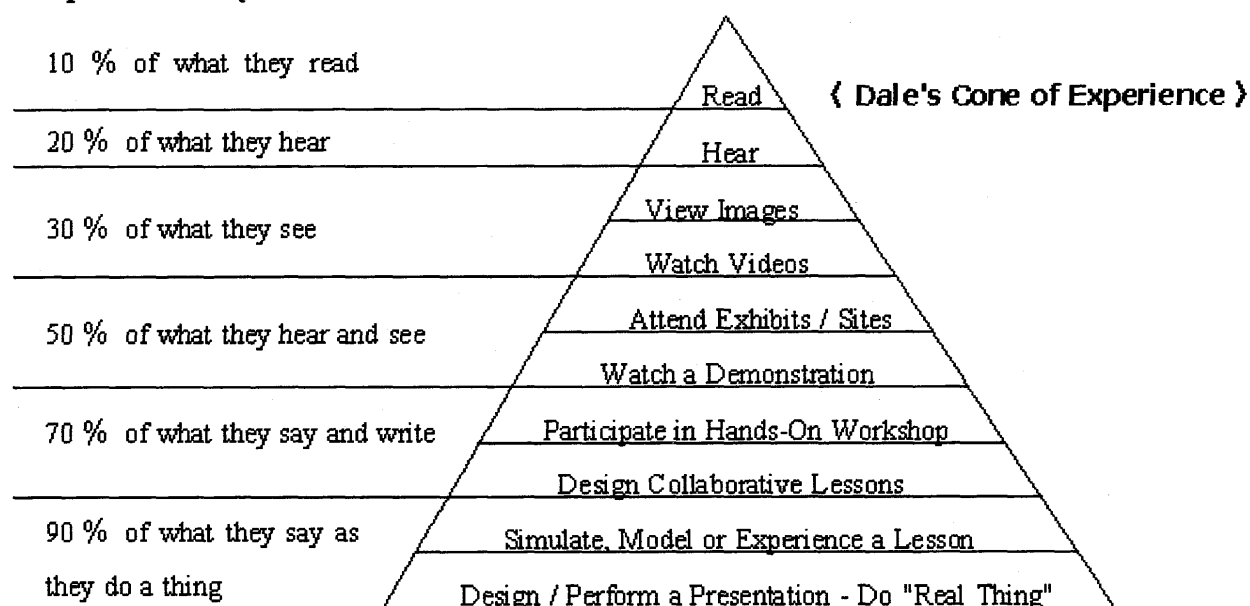 10 % of what they read
Read
{ Dale's Cone of Experience }
20 % of what they hear
Hear
View Images
30 % of what they see
Watch Videos
Attend Exhibits / Sites
50 % of what they hear and see
Watch a Demonstration
70 % of what they say and write
Participate in Hands-On Workshop
Design Collaborative Lessons
90 % of what they say as
they do a thing
Simulate, Model or Experience a Lesson
Design / Perform a Presentation - Do "Real Thing"